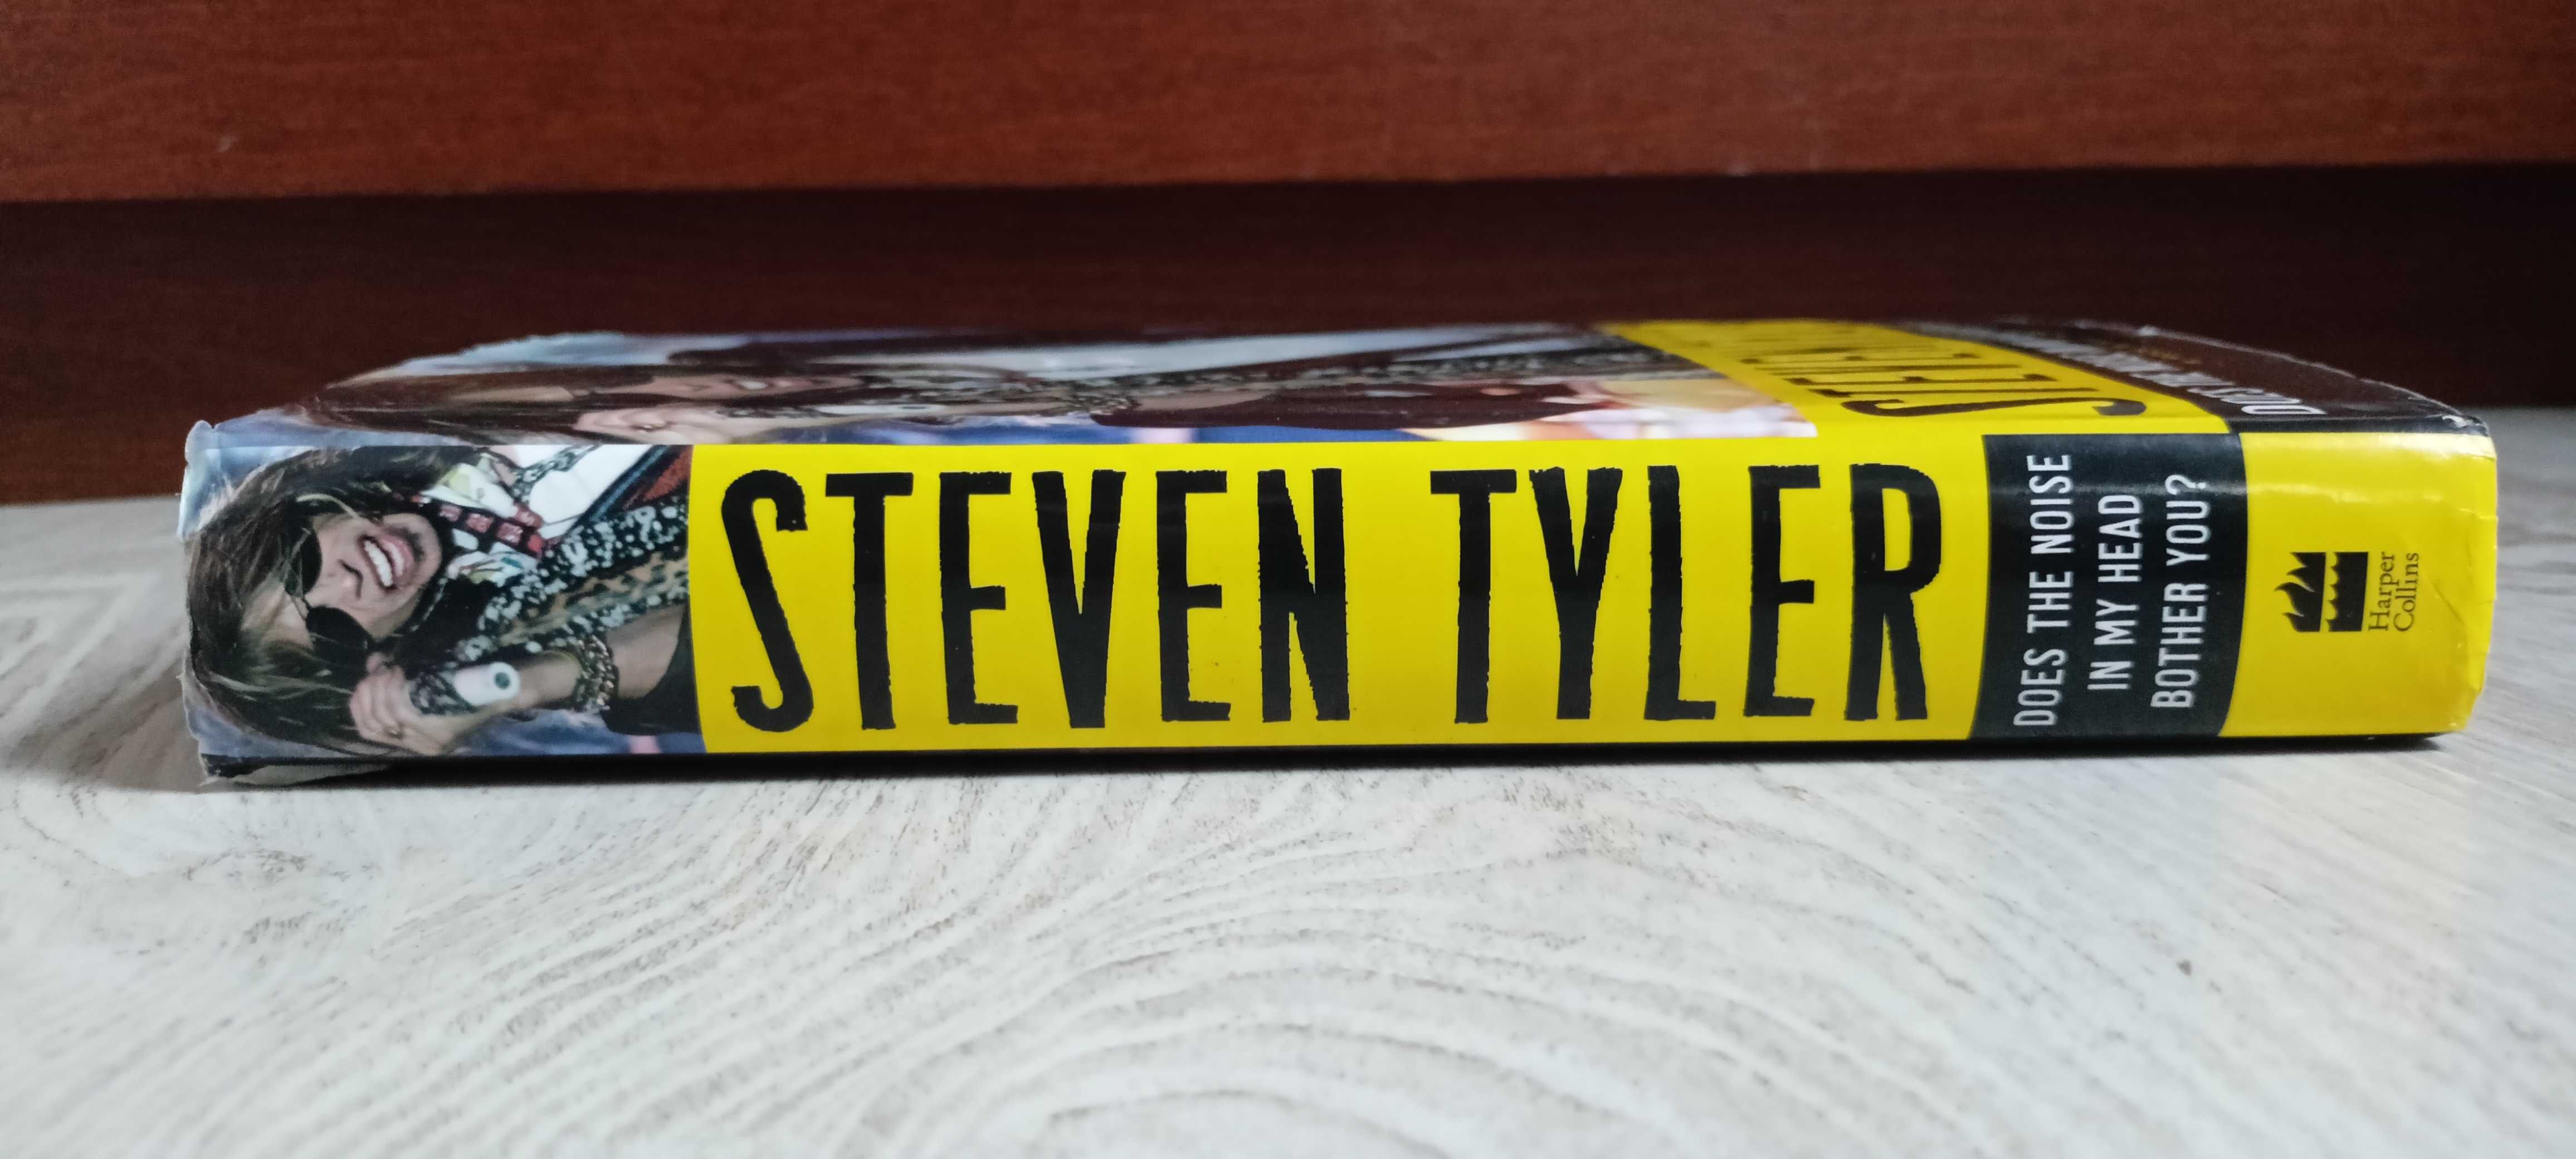 STEVEN TYLER
DOES THE NOISE
IN MY HEAD
BOTHER YOU?
Harper
Collins